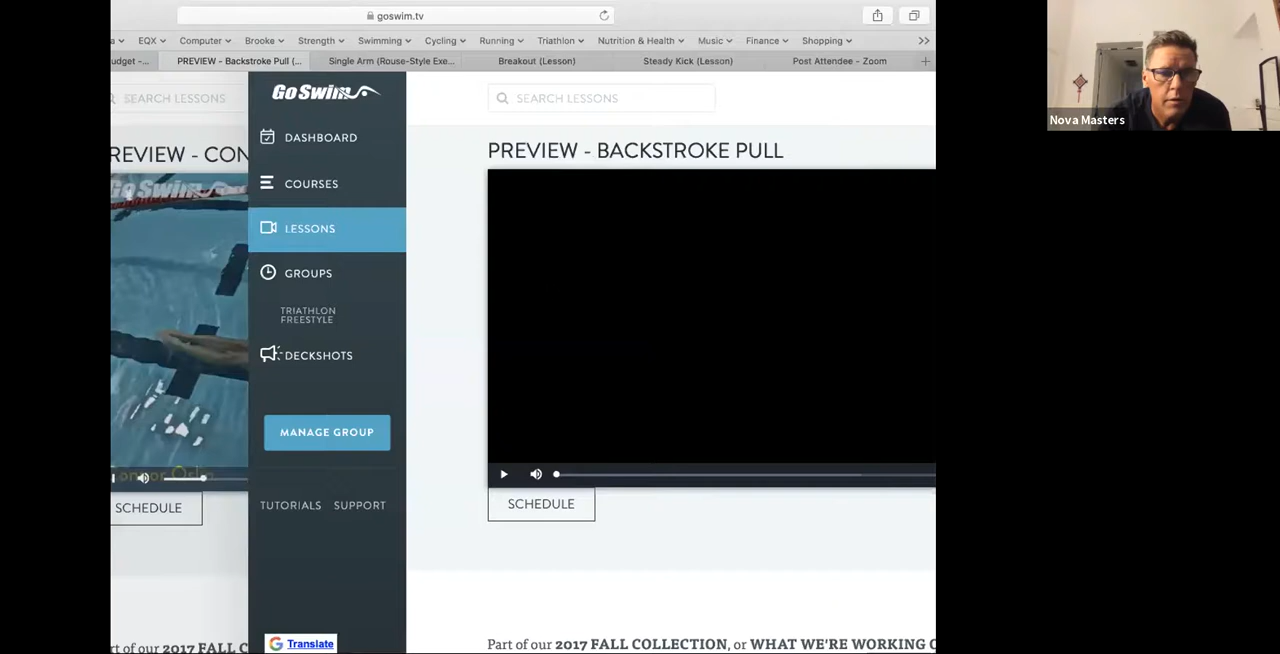 goswim.tv
EQX
Computer
Brooke
Strength
Swimming
Cycling
Running
Triathlon
Nutrition & Health
Music
Finance
Shopping
udget -...
PREVIEW - Backstroke Pull (...
Single Arm (Rouse-Style Exe...
Breakout (Lesson)
Steady Kick (Lesson)
Post Attendee - Zoom
Nova Masters
SEARCH LESSONS
GoSwim
SEARCH LESSONS
DASHBOARD
REVIEW - CON
PREVIEW - BACKSTROKE PULL
GoSwim
COURSES
LESSONS
GROUPS
TRIATHLON
FREESTYLE
DECKSHOTS
MANAGE GROUP
SCHEDULE
TUTORIALS SUPPORT
SCHEDULE
Translate
rt of our 2017 FALL C
Part of our 2017 FALL COLLECTION, or WHAT WE'RE WORKING O